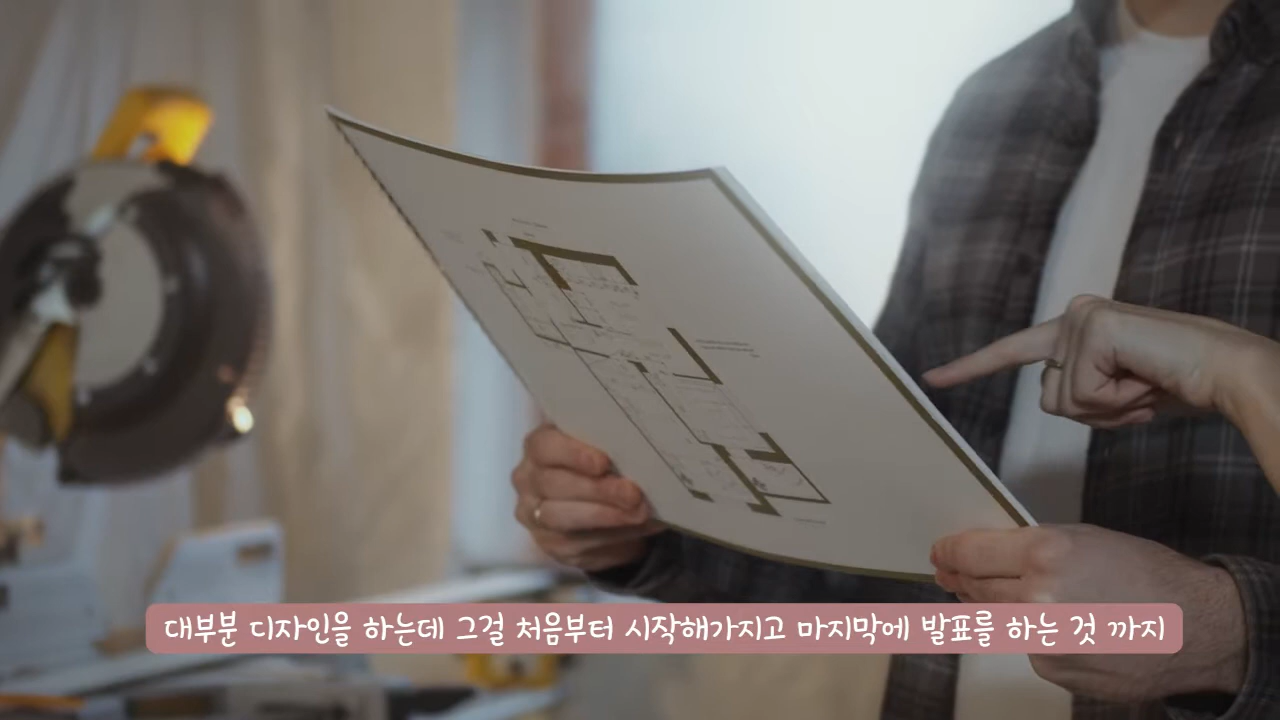 대부분 디자인을 하는데 그걸 처음부터 시작해가지고 마지막에 발표를 하는 것 까지